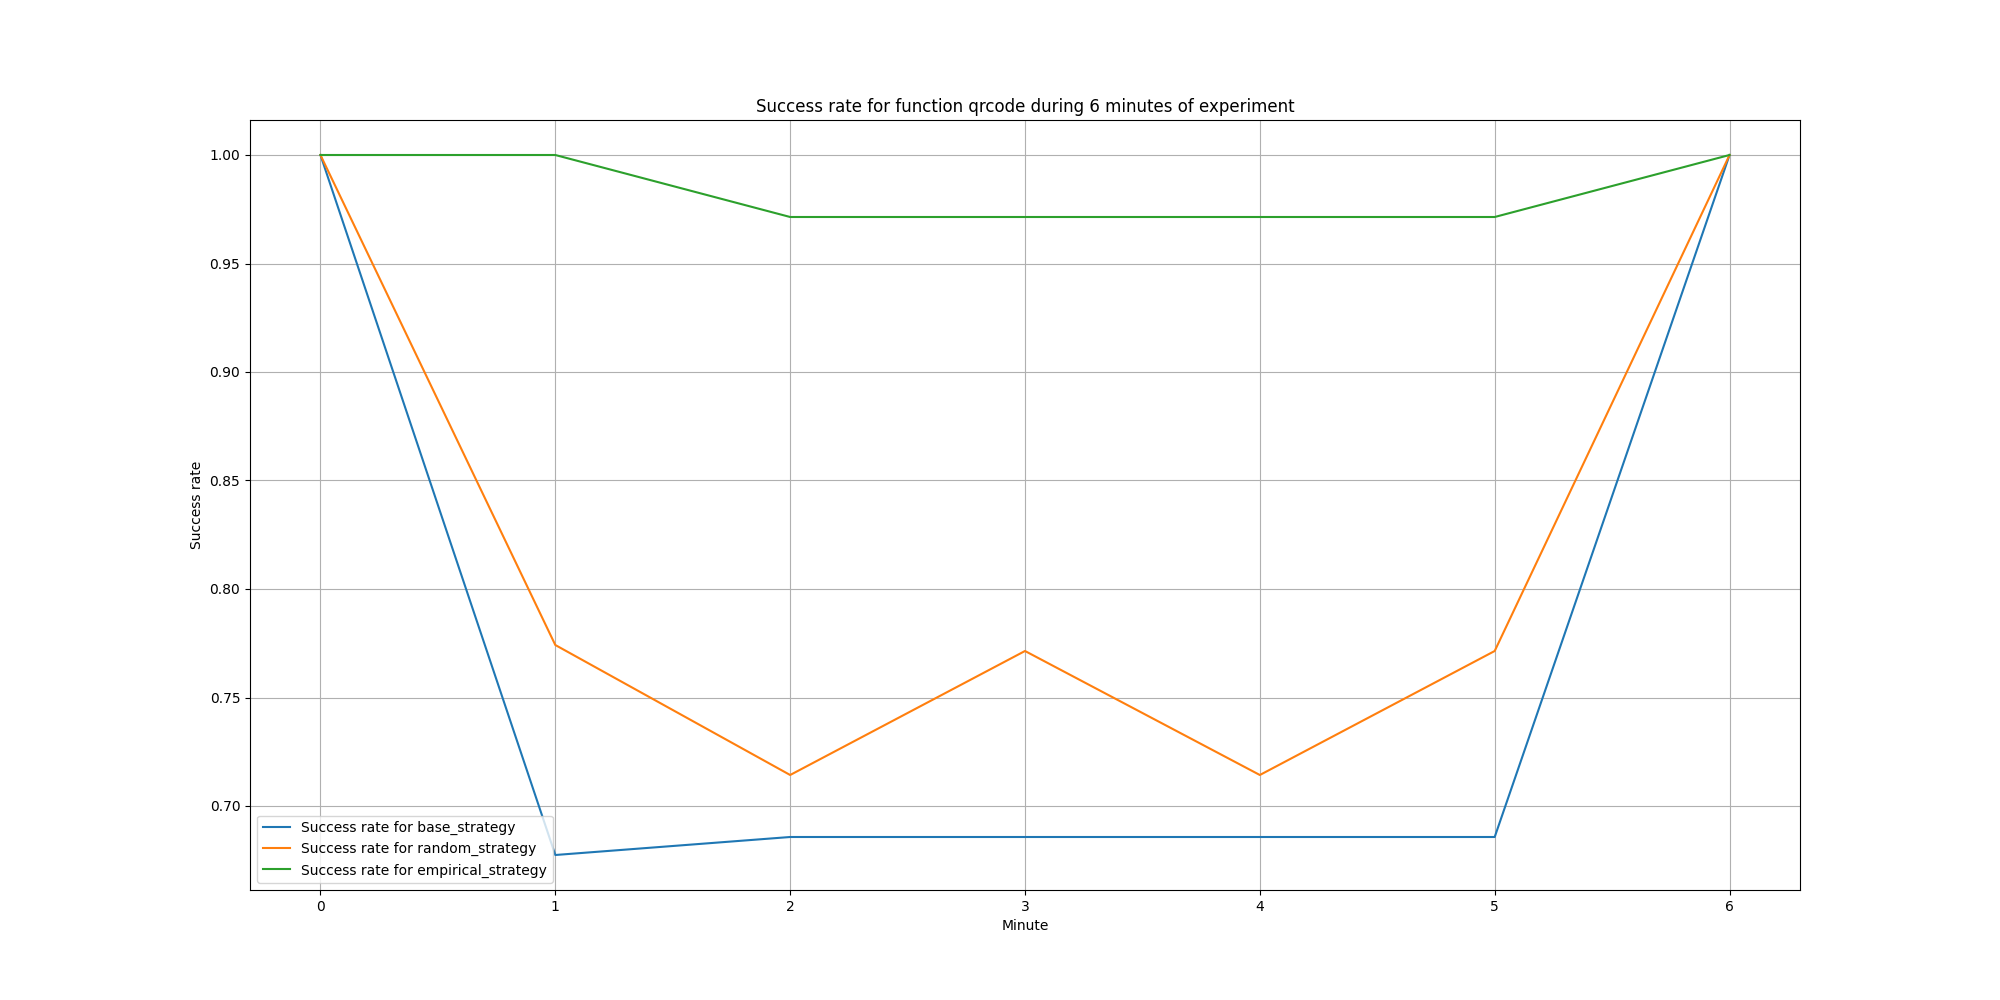 Success rate for function qrcode during 6 minutes of experiment
1.00
0.95
0.90
0.85
0.80
0.75
0.70
Success rate
Success rate for base_strategy
Success rate for random_strategy
Success rate for empirical_strategy
0 1 2 3 4 5 6
Minute